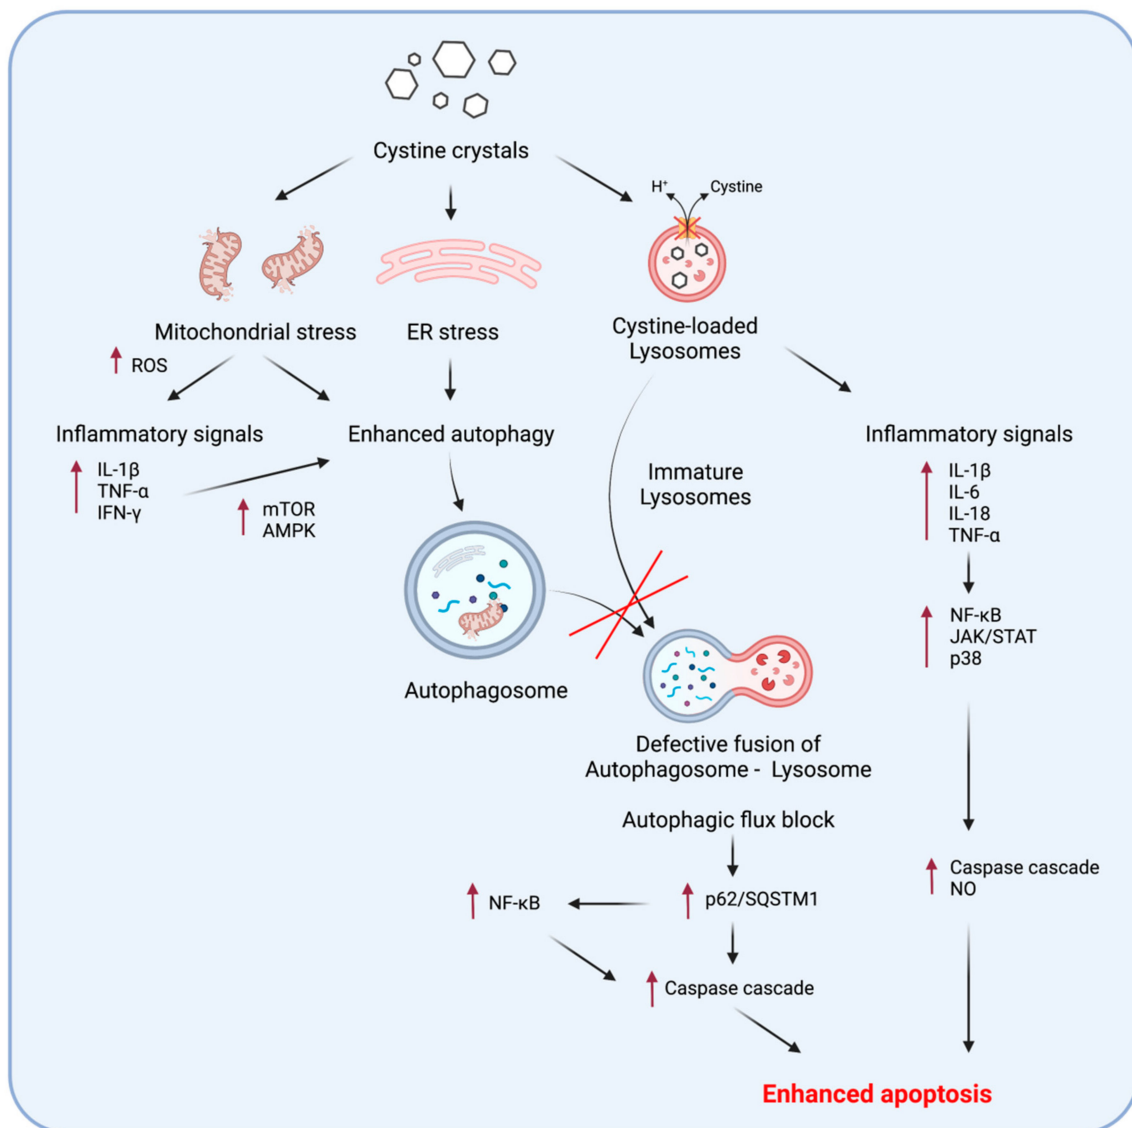 Cystine crystals
H⁺
Cystine
Mitochondrial stress
ROS
ER stress
Cystine-loaded
Lysosomes
Inflammatory signals
IL-1β
TNF-α
IFN-γ
mTOR
AMPK
Enhanced autophagy
Immature
Lysosomes
Inflammatory signals
IL-1β
IL-6
IL-18
TNF-α
NF-κB
JAK/STAT
p38
Autophagosome
Defective fusion of
Autophagosome - Lysosome
Autophagic flux block
NF-κB
p62/SQSTM1
Caspase cascade
NO
Caspase cascade
Enhanced apoptosis